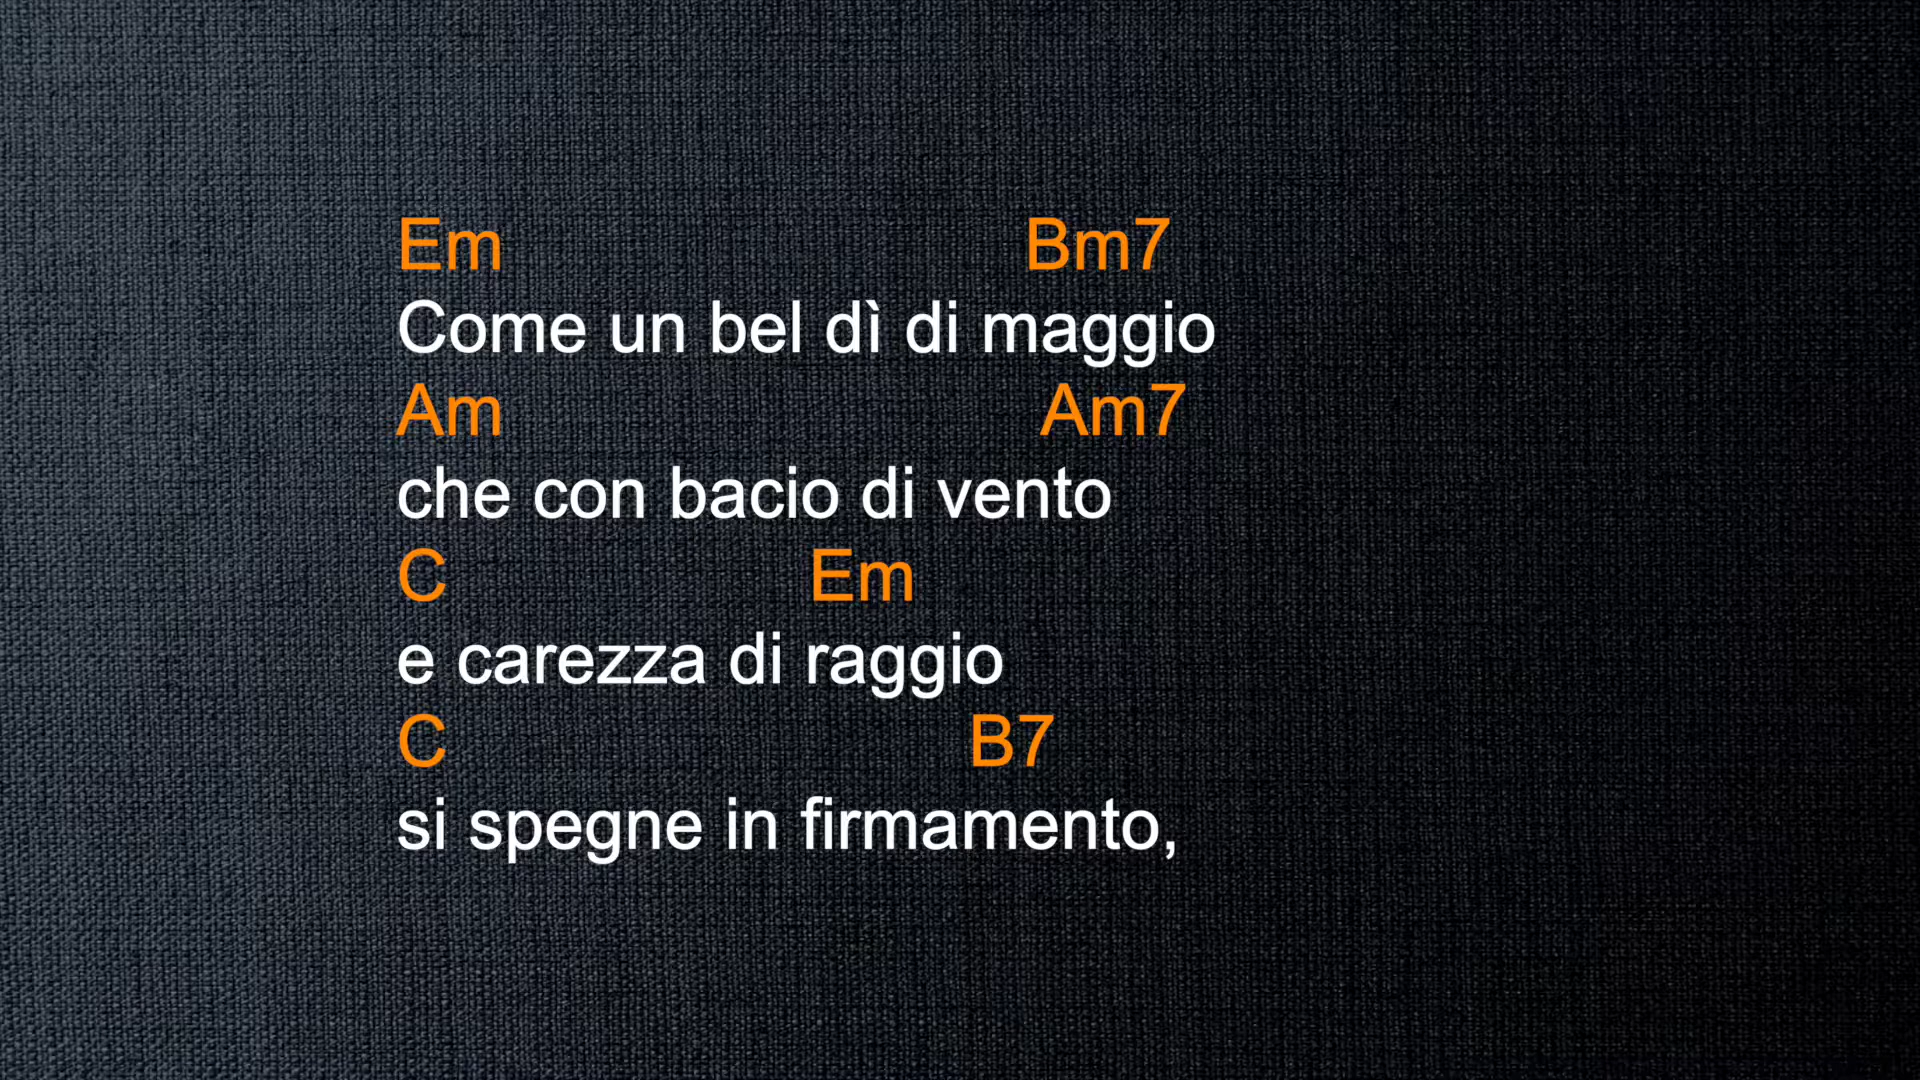 Em Bm7
Come un bel dì di maggio
Am Am7
che con bacio di vento
C Em
e carezza di raggio
C B7
si spegne in firmamento,